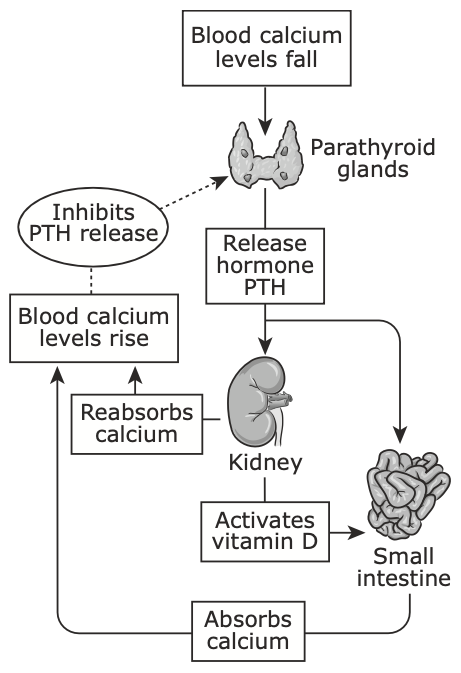 Blood calcium
levels fall
Parathyroid
glands
Inhibits
PTH release
Release
hormone
PTH
Blood calcium
levels rise
Reabsorbs
calcium
Kidney
Activates
vitamin D
Small
intestine
Absorbs
calcium